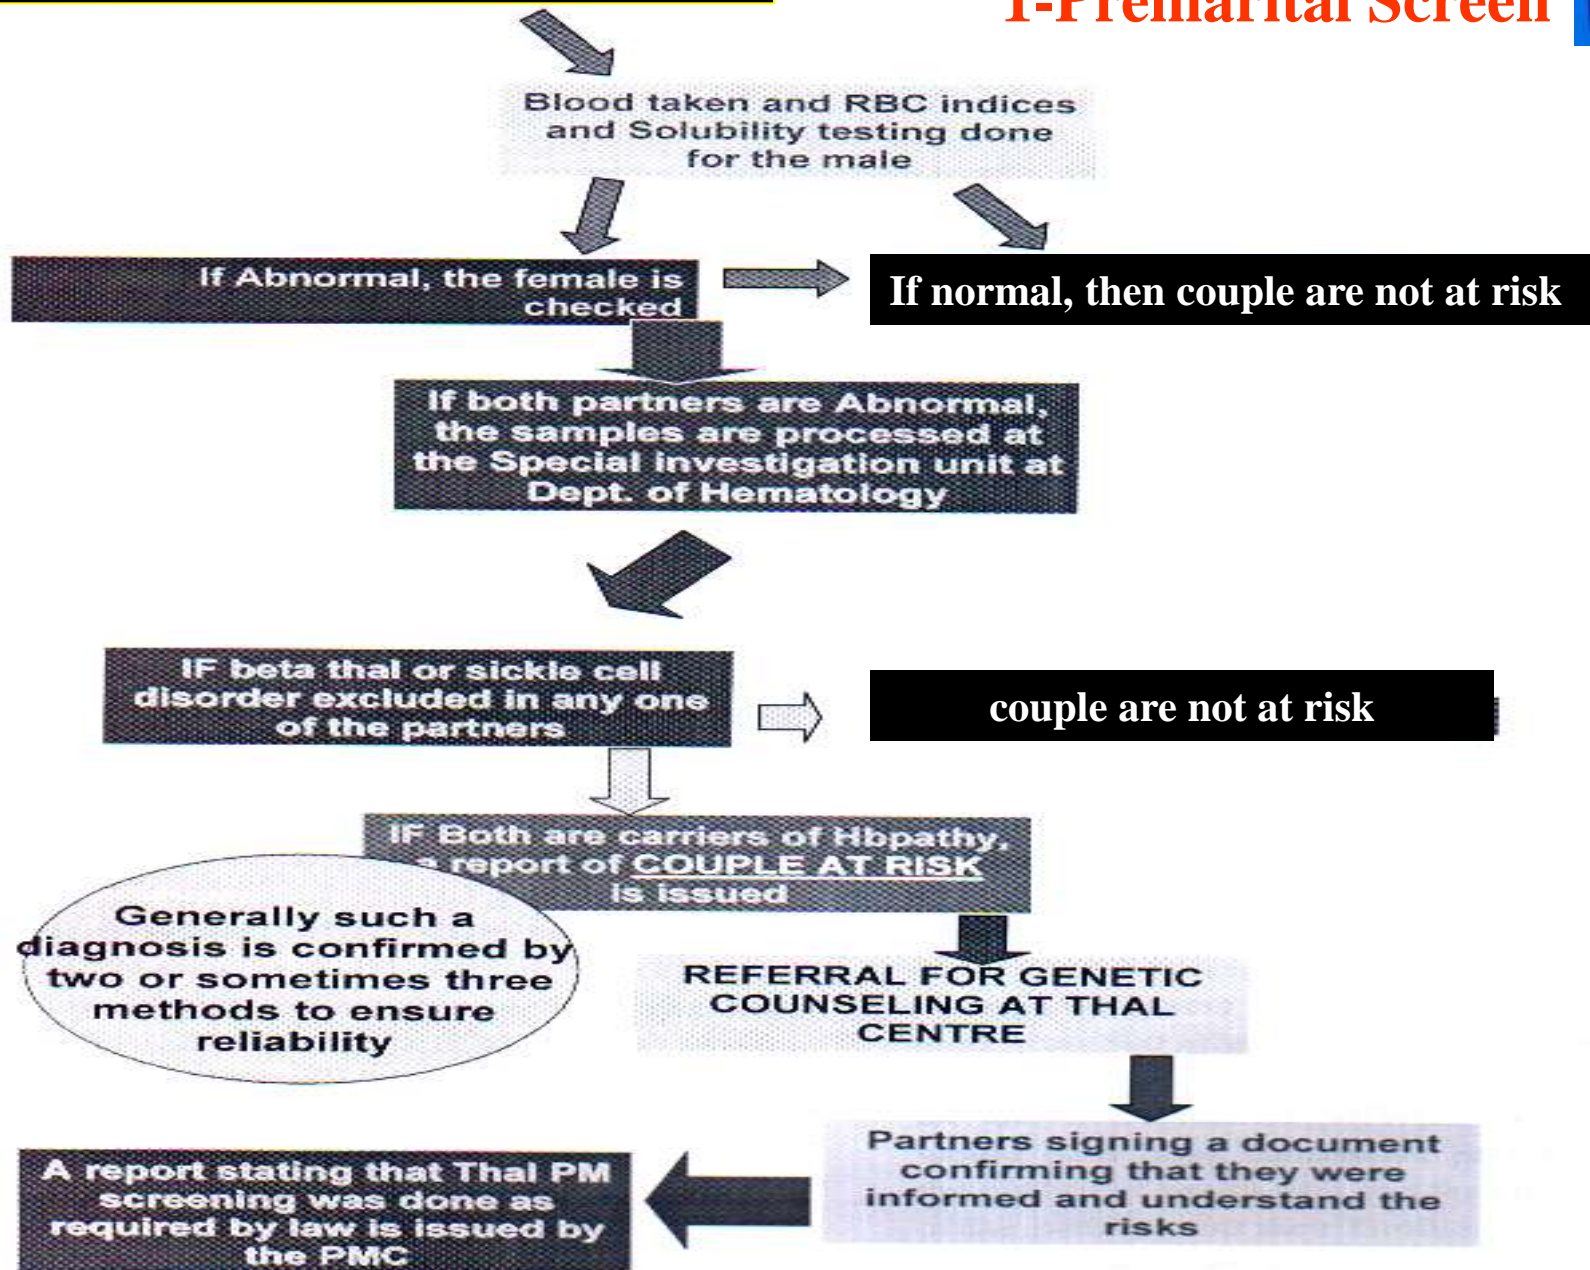 1-Premarital Screen
Blood taken and RBC indices
and Solubility testing done
for the male
If Abnormal, the female is
checked
If normal, then couple are not at risk
If both partners are Abnormal,
the samples are processed at
the Special investigation unit at
Dept. of Hematology
IF beta thal or sickle cell
disorder excluded in any one
of the partners
couple are not at risk
IF Both are carriers of Hbpathy,
a report of COUPLE AT RISK
is issued
Generally such a
diagnosis is confirmed by
two or sometimes three
methods to ensure
reliability
REFERRAL FOR GENETIC
COUNSELING AT THAL
CENTRE
Partners signing a document
confirming that they were
informed and understand the
risks
A report stating that Thal PM
screening was done as
required by law is issued by
the PMC